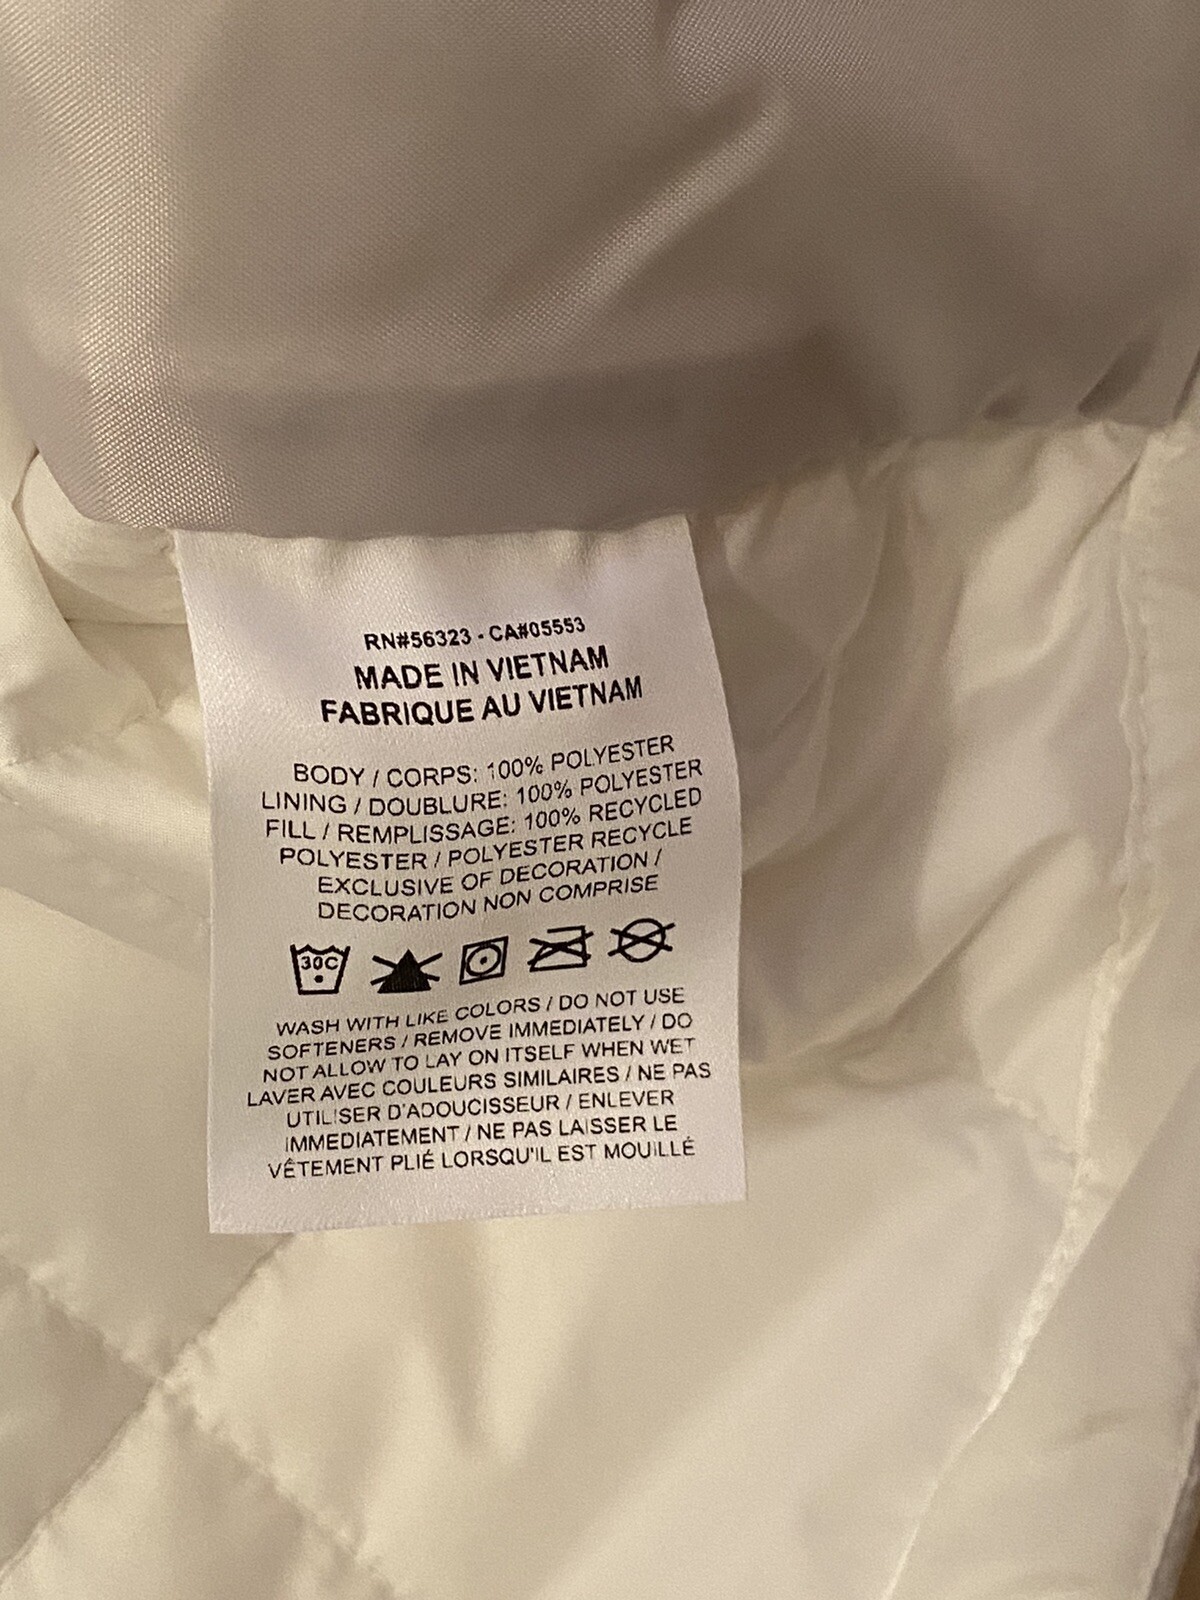 RN#56323 - CA#05553
MADE IN VIETNAM
FABRIQUE AU VIETNAM
BODY / CORPS: 100% POLYESTER
LINING / DOUBLURE: 100% POLYESTER
FILL / REMPLISSAGE: 100% RECYCLED
POLYESTER / POLYESTER RECYCLE
EXCLUSIVE OF DECORATION /
DECORATION NON COMPRISE
30C
WASH WITH LIKE COLORS / DO NOT USE
SOFTENERS / REMOVE IMMEDIATELY / DO
NOT ALLOW TO LAY ON ITSELF WHEN WET
LAVER AVEC COULEURS SIMILAIRES / NE PAS
UTILISER D'ADOUCISSEUR / ENLEVER
IMMEDIATEMENT / NE PAS LAISSER LE
VÊTEMENT PLIÉ LORSQU'IL EST MOUILLÉ